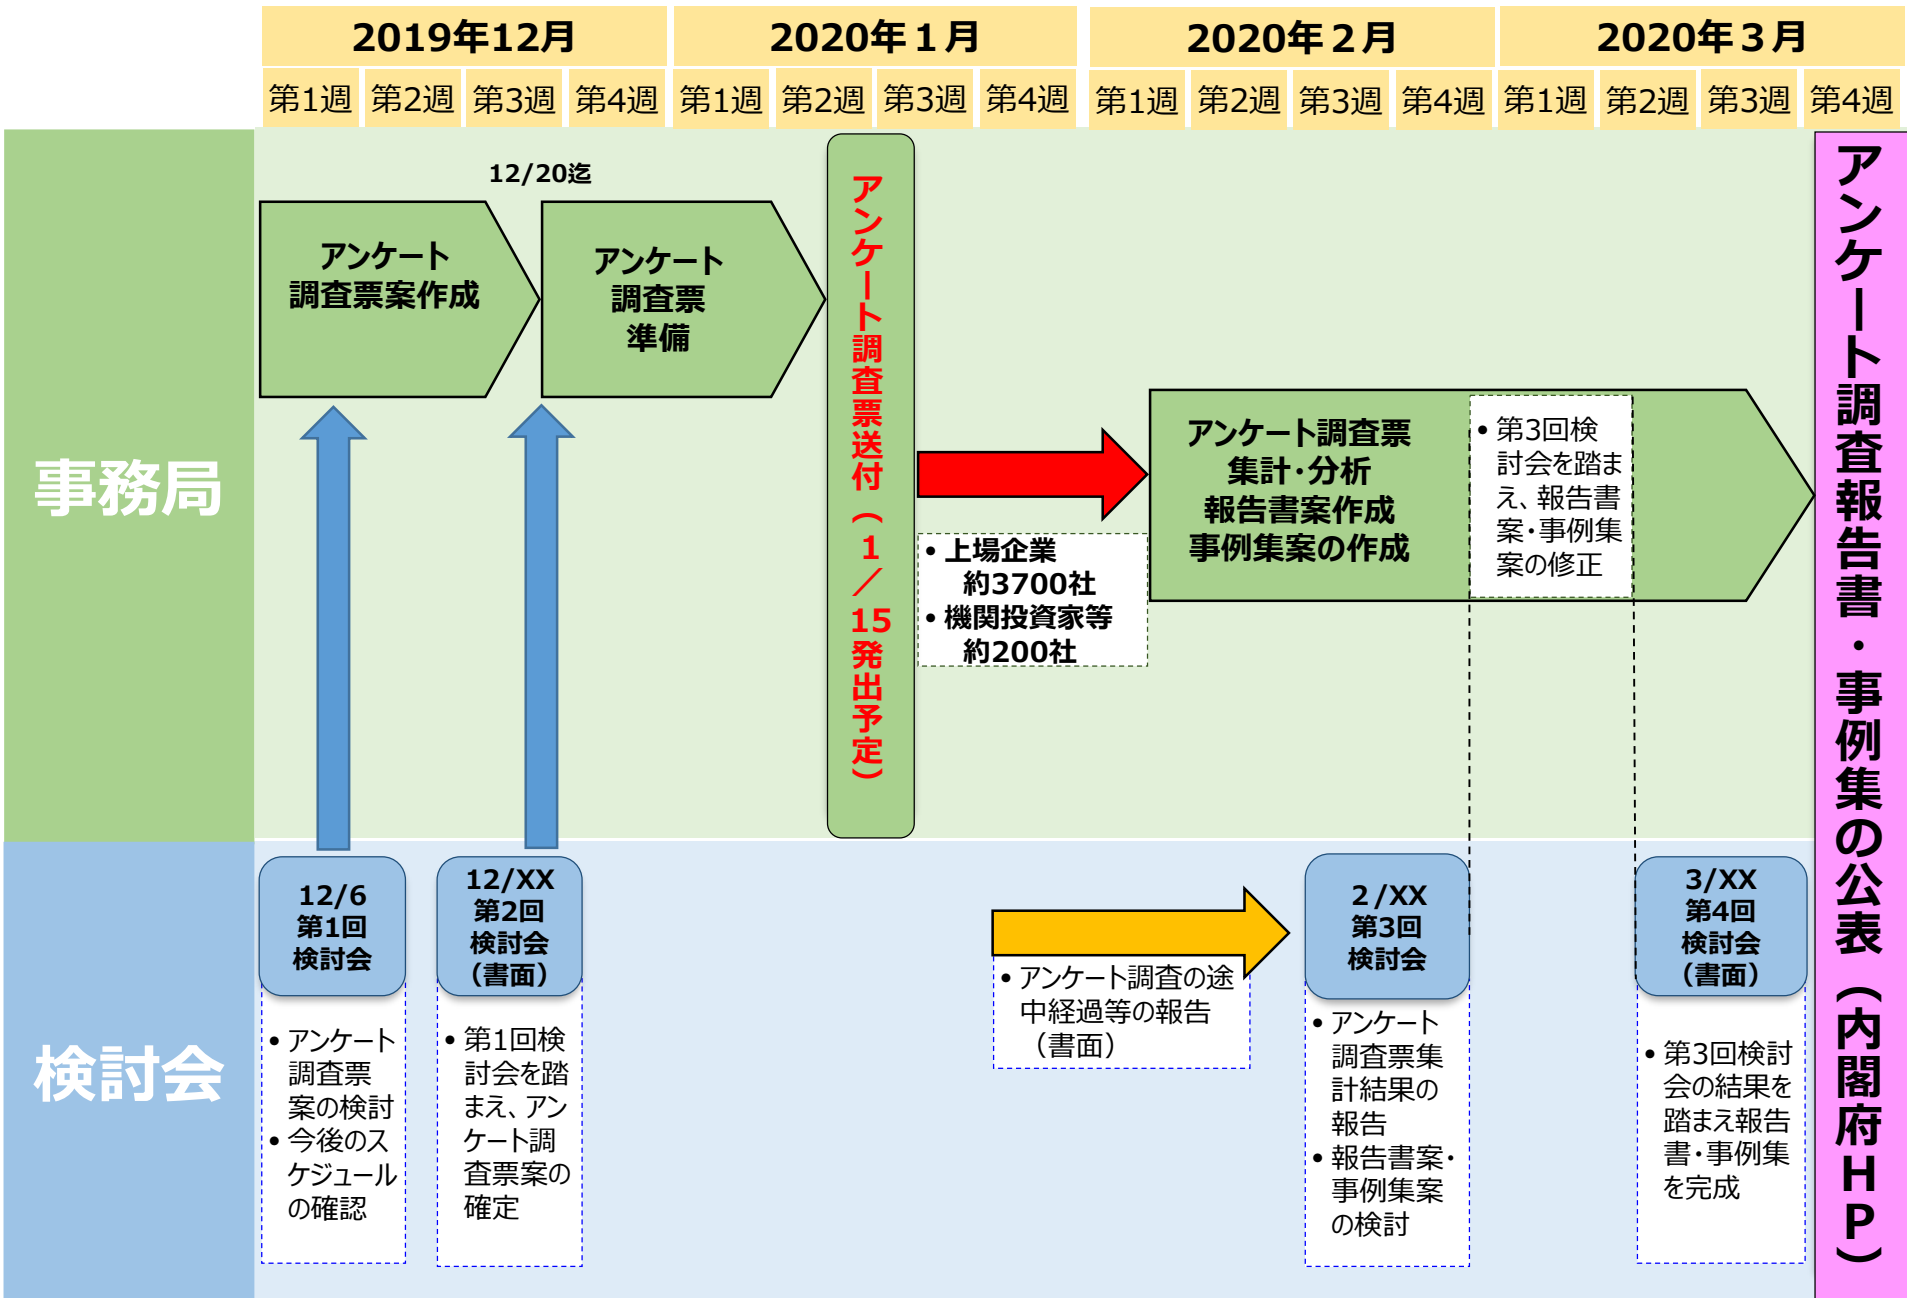 2019年12月
2020年１月
2020年２月
2020年３月
第1週 第2週 第3週 第4週 第1週 第2週 第3週 第4週 第1週 第2週 第3週 第4週 第1週 第2週 第3週 第4週
事務局
12/20迄
アンケート
調査票案作成
アンケート
調査票
準備
アンケート調査票送付（１／15発出予定）
• 上場企業
約3700社
• 機関投資家等
約200社
アンケート調査票
集計・分析
報告書案作成
事例集案の作成
• 第3回検
討会を踏ま
え、報告書
案・事例集
案の修正
アンケート調査報告書・事例集の公表（内閣府ＨＰ）
検討会
12/6
第1回
検討会
• アンケート
調査票
案の検討
• 今後のス
ケジュール
の確認
12/XX
第2回
検討会
（書面）
• 第1回検
討会を踏
まえ、アン
ケート調
査票案の
確定
• アンケート調査の途
中経過等の報告
（書面）
２/XX
第3回
検討会
• アンケート
調査票集
計結果の
報告
• 報告書案・
事例集案
の検討
3/XX
第4回
検討会
（書面）
• 第3回検討
会の結果を
踏まえ報告
書・事例集
を完成